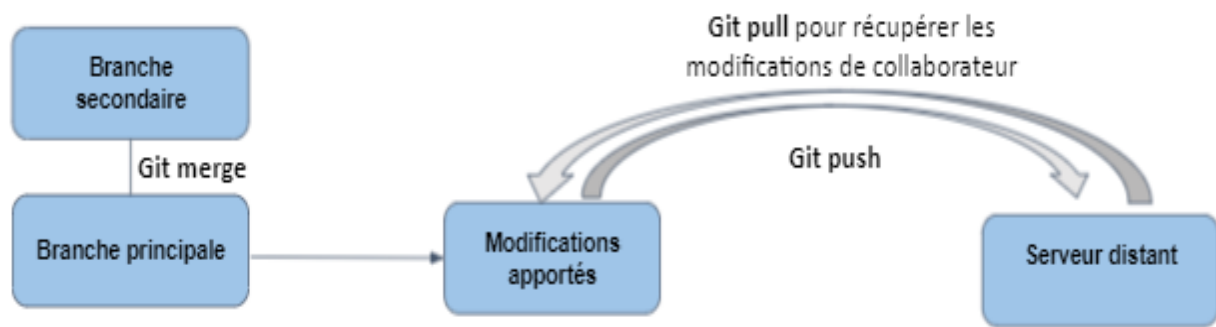 Git pull pour récupérer les
modifications de collaborateur
Branche
secondaire
Git merge
Git push
Branche principale
Modifications
apportés
Serveur distant